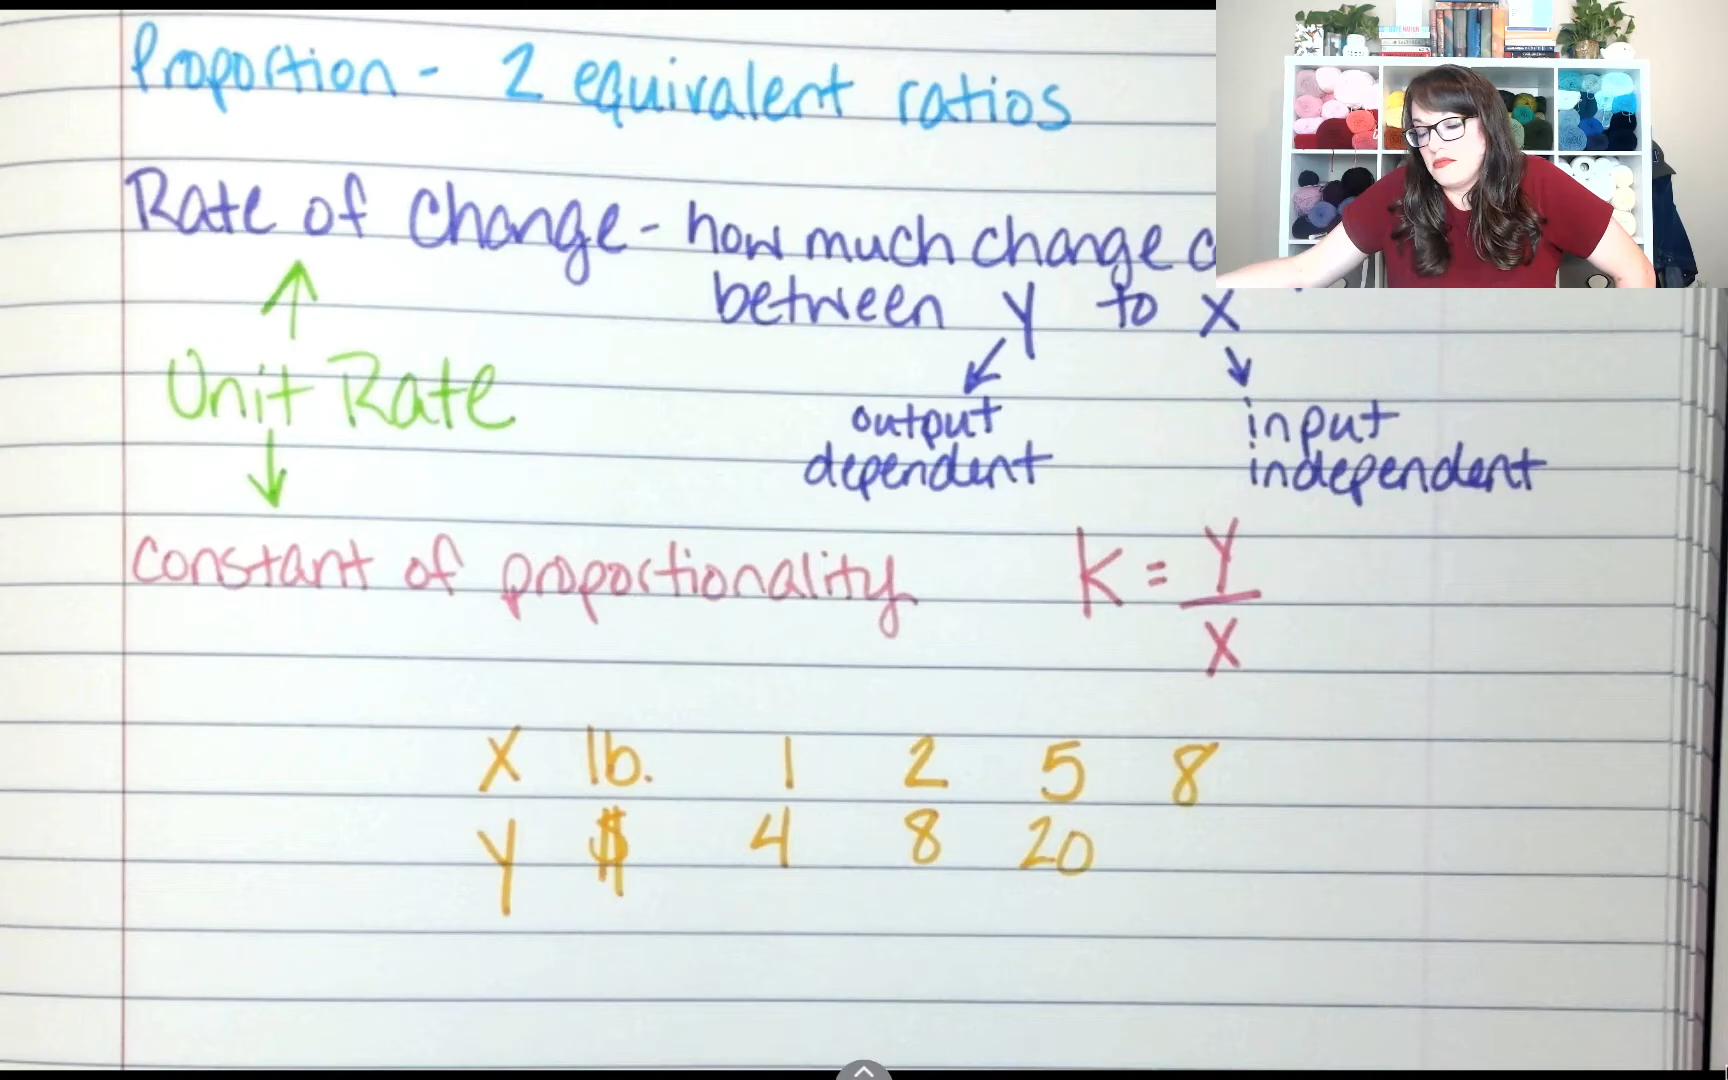 Proportion - 2 equivalent ratios
Rate of Change - how much change
between y to x
Unit Rate
output
dependent
input
independent
constant of proportionality K = Y/X
X lb. 1 2 5 8
y $ 4 8 20